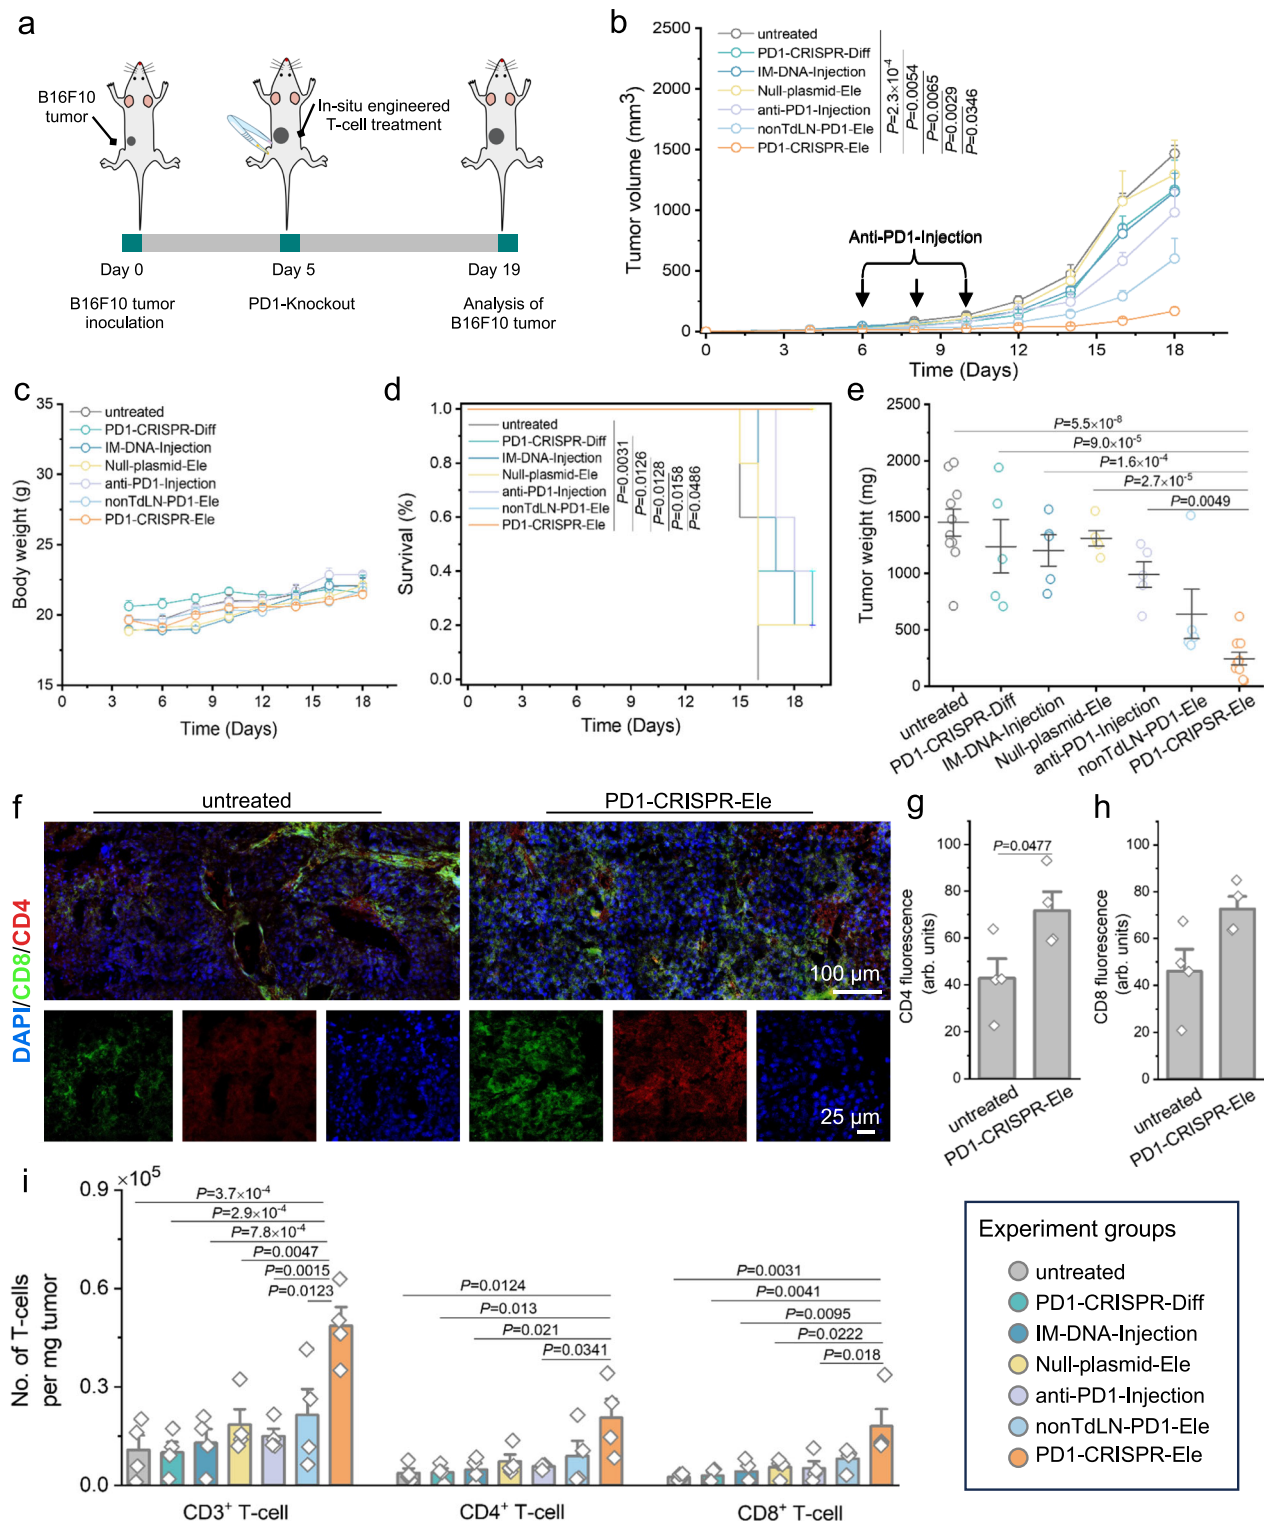 a
B16F10
tumor
In-situ engineered
T-cell treatment
Day 0
Day 5
Day 19
B16F10 tumor
inoculation
PD1-Knockout
Analysis of
B16F10 tumor
b
2500
2000
1500
1000
500
0
Tumor volume (mm³)
untreated
PD1-CRISPR-Diff
IM-DNA-Injection
Null-plasmid-Ele
anti-PD1-Injection
nonTdLN-PD1-Ele
PD1-CRISPR-Ele
P=2.3×10⁻⁴
P=0.0054
P=0.0065
P=0.0029
P=0.0346
Anti-PD1-Injection
0 3 6 9 12 15 18
Time (Days)
c
35
30
25
20
15
Body weight (g)
untreated
PD1-CRISPR-Diff
IM-DNA-Injection
Null-plasmid-Ele
anti-PD1-Injection
nonTdLN-PD1-Ele
PD1-CRISPR-Ele
0 3 6 9 12 15 18
Time (Days)
d
1.0
0.8
0.6
0.4
0.2
0.0
Survival (%)
untreated
PD1-CRISPR-Diff
IM-DNA-Injection
Null-plasmid-Ele
anti-PD1-Injection
nonTdLN-PD1-Ele
PD1-CRISPR-Ele
P=0.0031
P=0.0126
P=0.0128
P=0.0158
P=0.0486
0 3 6 9 12 15 18
Time (Days)
e
2500
2000
1500
1000
500
0
Tumor weight (mg)
P=5.5×10⁻⁸
P=9.0×10⁻⁵
P=1.6×10⁻⁴
P=2.7×10⁻⁵
P=0.0049
untreated
PD1-CRISPR-Diff
IM-DNA-Injection
Null-plasmid-Ele
anti-PD1-Injection
nonTdLN-PD1-Ele
PD1-CRIPSR-Ele
f
untreated
PD1-CRISPR-Ele
DAPI/CD8/CD4
100 µm
25 µm
g
100
80
60
40
20
0
CD4 fluorescence
(arb. units)
P=0.0477
untreated
PD1-CRISPR-Ele
h
100
80
60
40
20
0
CD8 fluorescence
(arb. units)
untreated
PD1-CRISPR-Ele
i
×10⁵
0.9
0.6
0.3
0.0
No. of T-cells
per mg tumor
P=3.7×10⁻⁴
P=2.9×10⁻⁴
P=7.8×10⁻⁴
P=0.0047
P=0.0015
P=0.0123
P=0.0124
P=0.013
P=0.021
P=0.0341
P=0.0031
P=0.0041
P=0.0095
P=0.0222
P=0.018
CD3⁺ T-cell
CD4⁺ T-cell
CD8⁺ T-cell
Experiment groups
untreated
PD1-CRISPR-Diff
IM-DNA-Injection
Null-plasmid-Ele
anti-PD1-Injection
nonTdLN-PD1-Ele
PD1-CRISPR-Ele